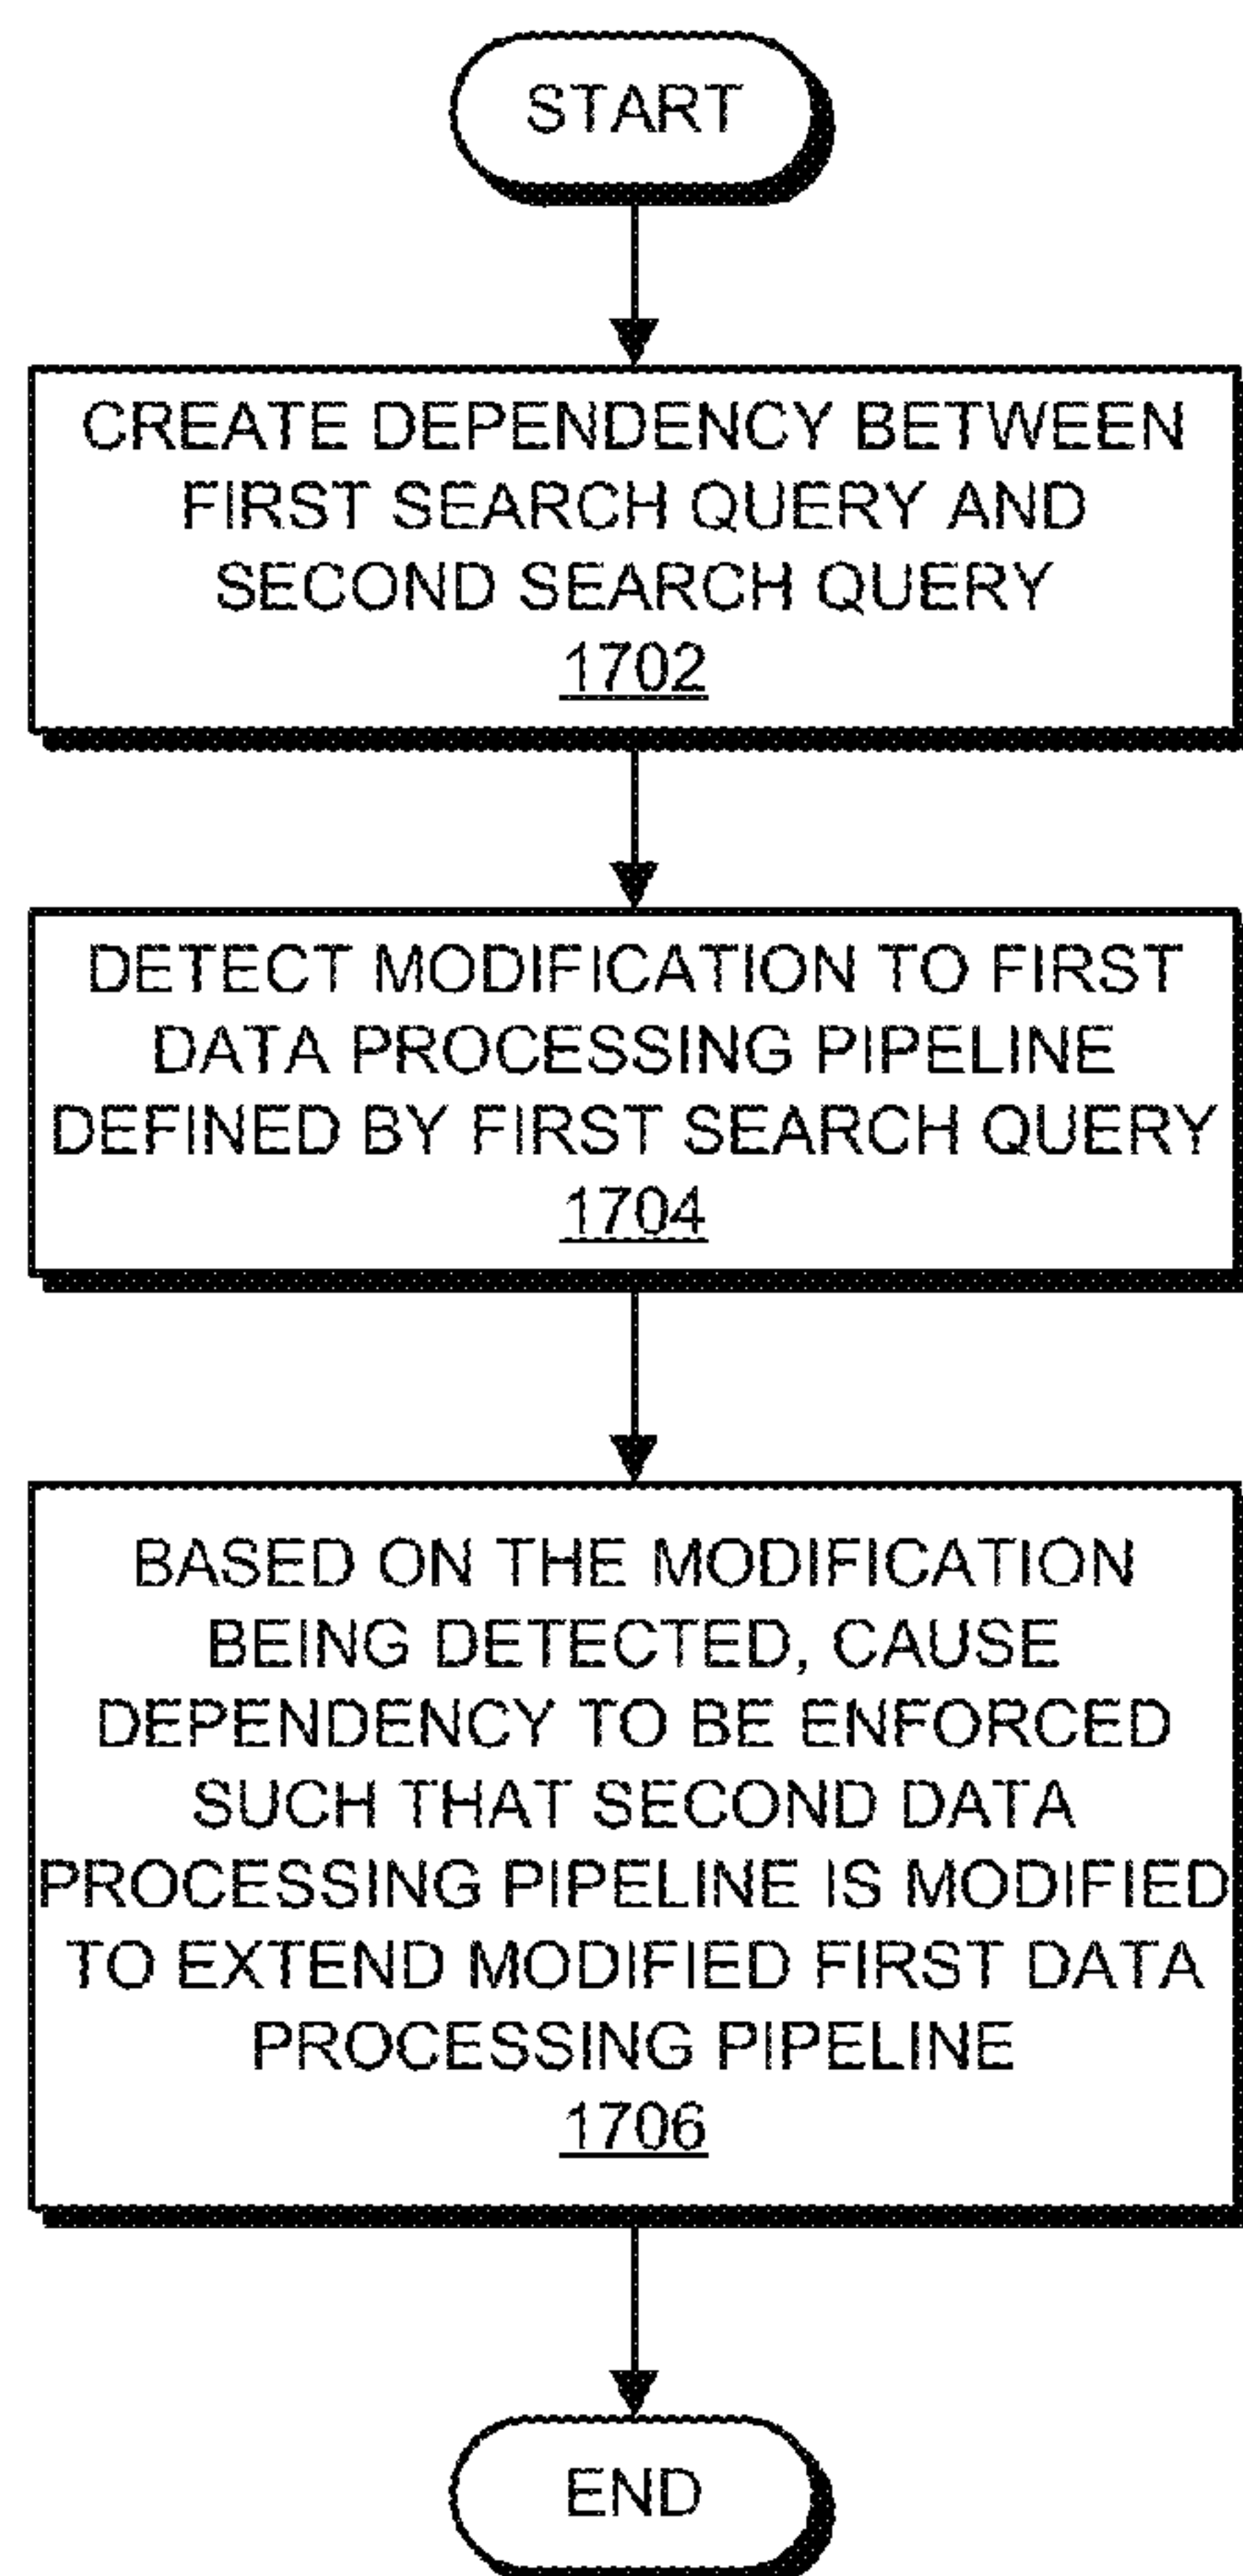 START
CREATE DEPENDENCY BETWEEN
FIRST SEARCH QUERY AND
SECOND SEARCH QUERY
1702
DETECT MODIFICATION TO FIRST
DATA PROCESSING PIPELINE
DEFINED BY FIRST SEARCH QUERY
1704
BASED ON THE MODIFICATION
BEING DETECTED, CAUSE
DEPENDENCY TO BE ENFORCED
SUCH THAT SECOND DATA
PROCESSING PIPELINE IS MODIFIED
TO EXTEND MODIFIED FIRST DATA
PROCESSING PIPELINE
1706
END